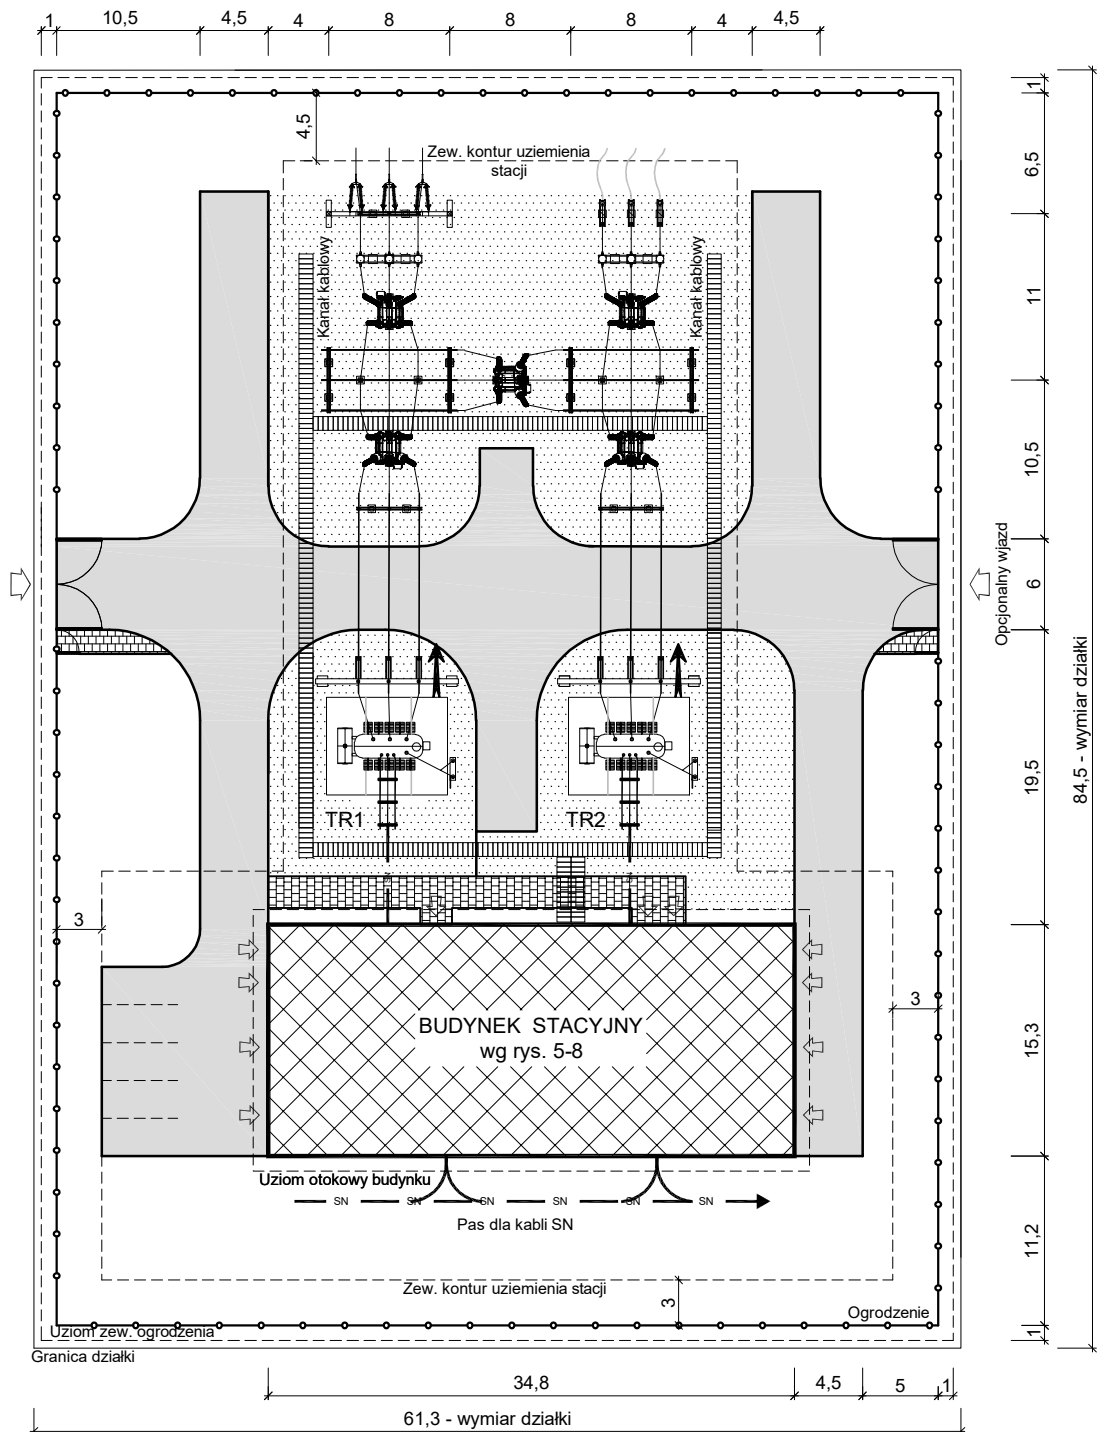 1
10,5
4,5
4
8
8
8
4
4,5
1
4,5
Zew. kontur uziemienia
stacji
6,5
Kanał kablowy
Kanał kablowy
11
10,5
Opcjonalny wjazd
6
84,5 - wymiar działki
19,5
TR1
TR2
3
3
BUDYNEK STACYJNY
wg rys. 5-8
15,3
Uziom otokowy budynku
SN
SN
SN
SN
SN
SN
Pas dla kabli SN
11,2
Zew. kontur uziemienia stacji
3
Ogrodzenie
Uziom zew. ogrodzenia
1
Granica działki
34,8
4,5
5
1
61,3 - wymiar działki